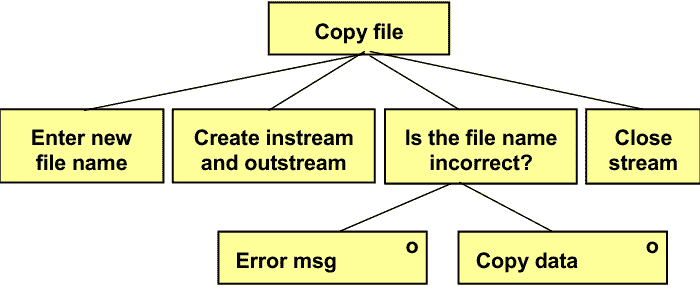 Copy file
Enter new
file name
Create instream
and outstream
Is the file name
incorrect?
Close
stream
Error msg
o
Copy data
o